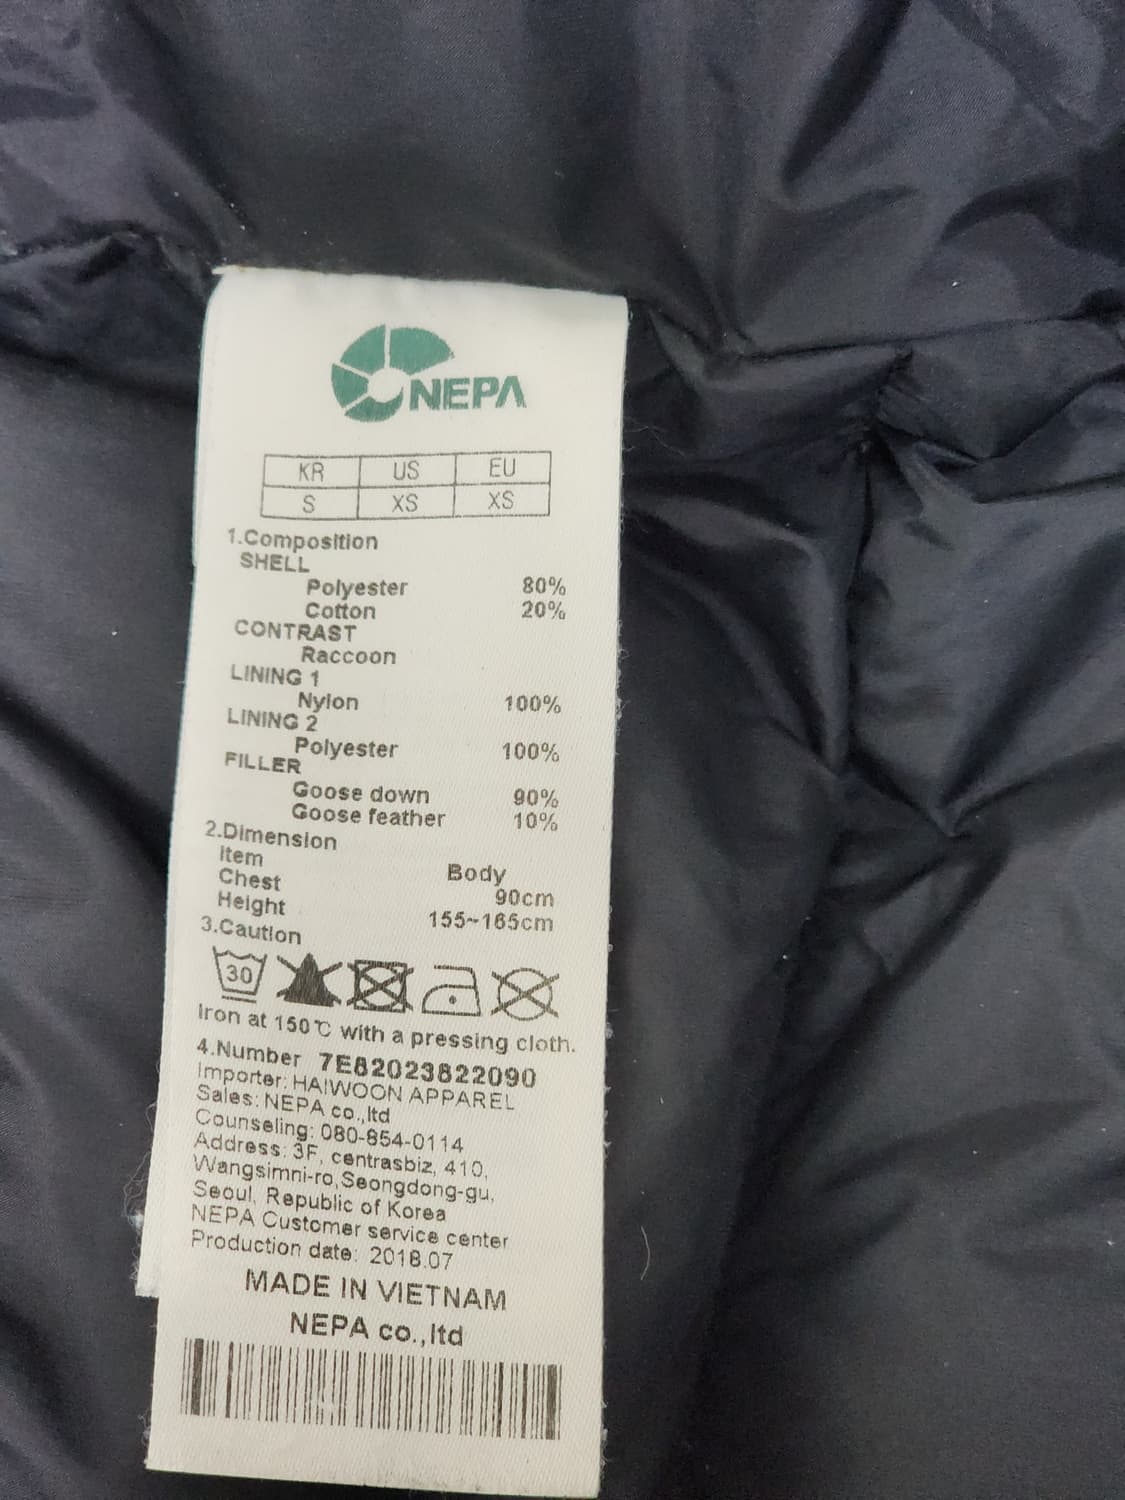 NEPA
KR US EU
S XS XS
1.Composition
SHELL
Polyester 80%
Cotton 20%
CONTRAST
Raccoon
LINING 1
Nylon 100%
LINING 2
Polyester 100%
FILLER
Goose down 90%
Goose feather 10%
2.Dimension
Item Body
Chest 90cm
Height 155~165cm
3.Caution
30
Iron at 150℃ with a pressing cloth.
4.Number 7E82023822090
Importer: HAIWOON APPAREL
Sales: NEPA co.,ltd
Counseling: 080-854-0114
Address: 3F, centrasbiz, 410,
Wangsimni-ro,Seongdong-gu,
Seoul, Republic of Korea
NEPA Customer service center
Production date: 2018.07
MADE IN VIETNAM
NEPA co.,ltd